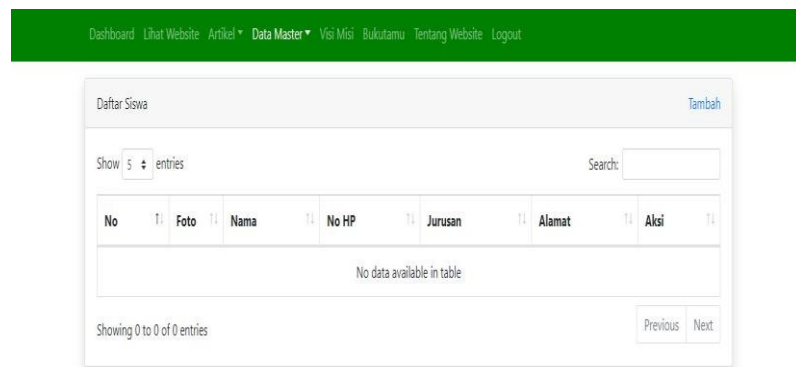 Dashboard Lihat Website Artikel Data Master Visi Misi Bukutamu Tentang Website Logout
Daftar Siswa Tambah
Show 5 entries Search:
No Foto Nama No HP Jurusan Alamat Aksi
No data available in table
Showing 0 to 0 of 0 entries Previous Next